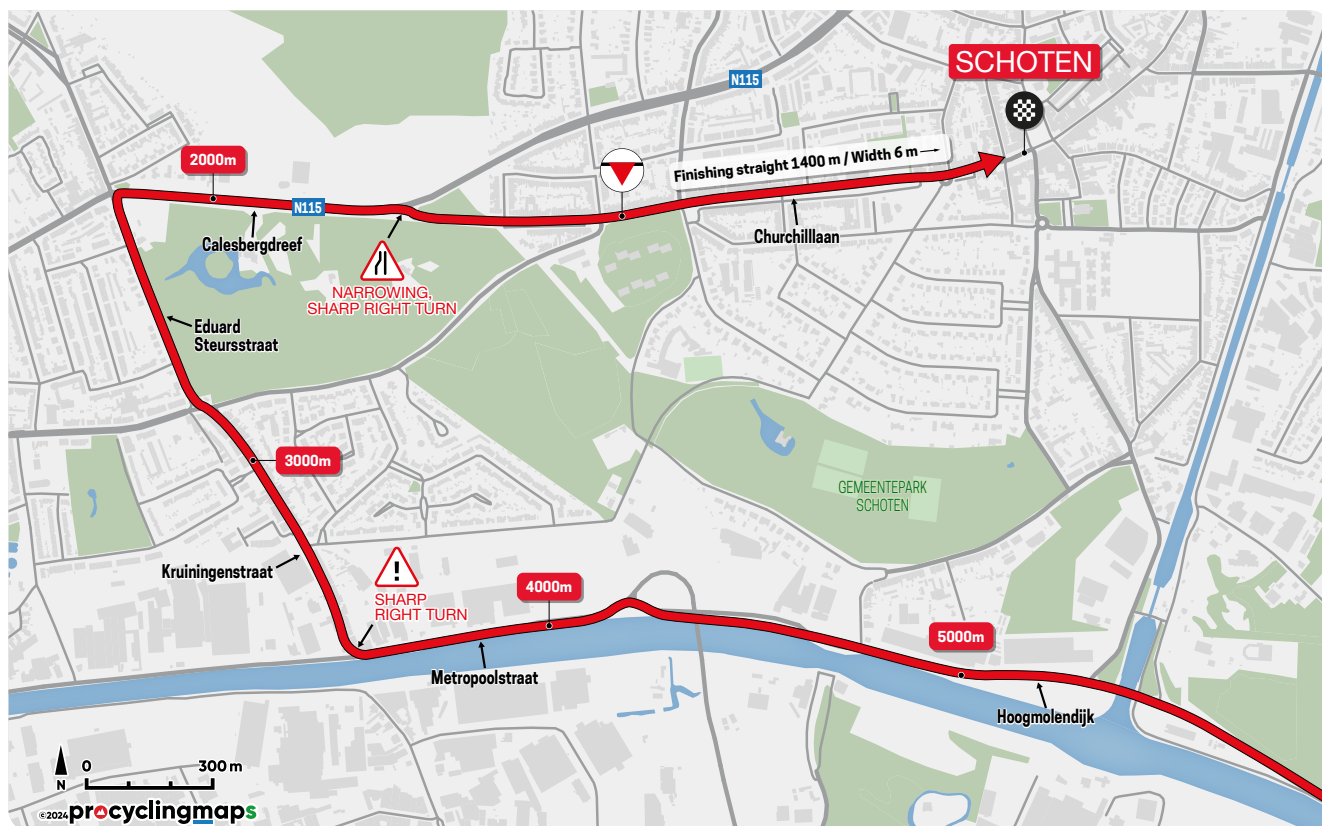 SCHOTEN
N115
2000m
Finishing straight 1400 m / Width 6 m
N115
Calesbergdreef
Churchilllaan
NARROWING,
SHARP RIGHT TURN
Eduard
Steursstraat
3000m
GEMEENTEPARK
SCHOTEN
Kruiningenstraat
!
SHARP
RIGHT TURN
4000m
5000m
Metropoolstraat
Hoogmolendijk
N
0
300 m
©2024 procyclingmaps